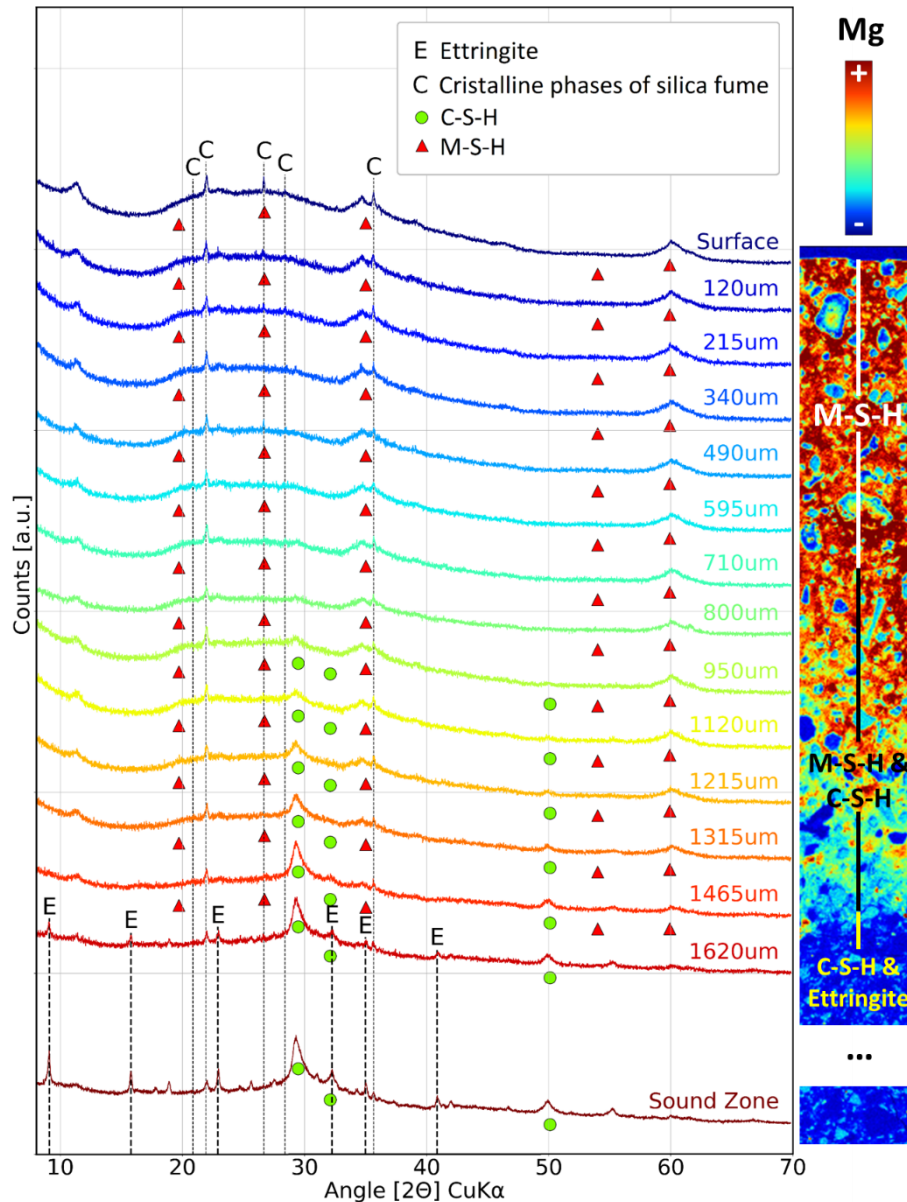 Mg
+
-
E Ettringite
C Cristalline phases of silica fume
C-S-H
M-S-H
C C C C C
Surface
120um
215um
340um
490um
595um
710um
800um
950um
1120um
1215um
1315um
1465um
1620um
Sound Zone
E E E E E E
Counts [a.u.]
10 20 30 40 50 60 70
Angle [2Θ] CuKα
M-S-H
M-S-H &
C-S-H
C-S-H &
Ettringite
...